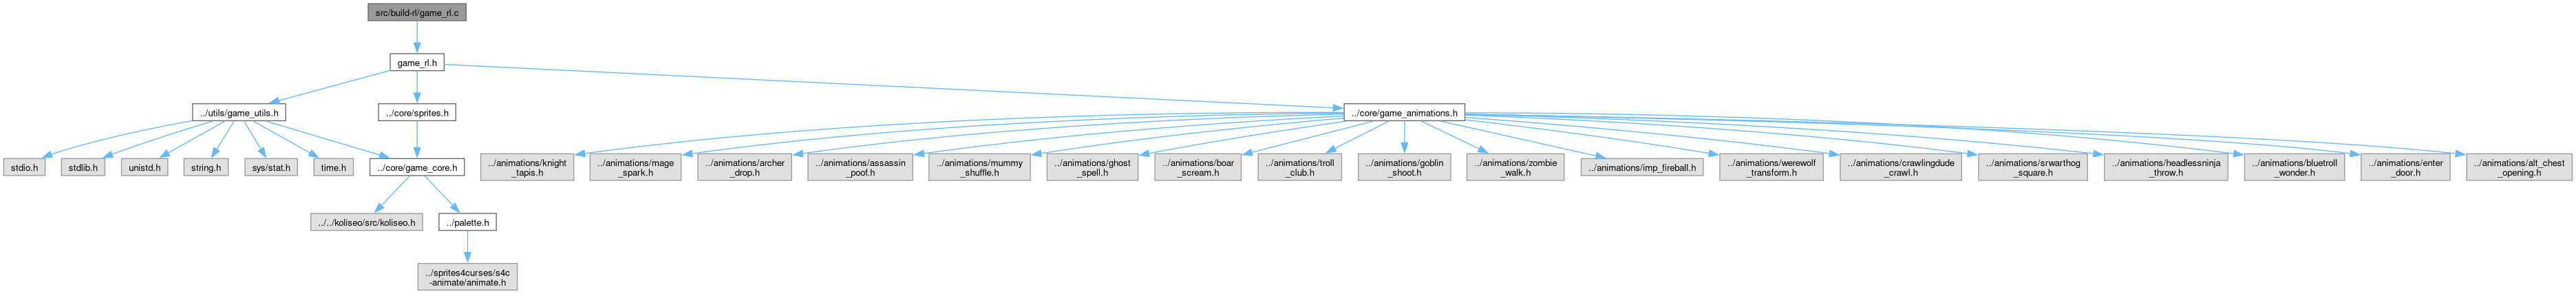 src/build-rl/game_rl.c
game_rl.h
../utils/game_utils.h
../core/sprites.h
../core/game_animations.h
stdio.h
stdlib.h
unistd.h
string.h
sys/stat.h
time.h
../core/game_core.h
../animations/knight
_tapis.h
../animations/mage
_spark.h
../animations/archer
_drop.h
../animations/assassin
_poof.h
../animations/mummy
_shuffle.h
../animations/ghost
_spell.h
../animations/boar
_scream.h
../animations/troll
_club.h
../animations/goblin
_shoot.h
../animations/zombie
_walk.h
../animations/imp_fireball.h
../animations/werewolf
_transform.h
../animations/crawlingdude
_crawl.h
../animations/srwarthog
_square.h
../animations/headlessninja
_throw.h
../animations/bluetroll
_wonder.h
../animations/enter
_door.h
../animations/alt_chest
_opening.h
../../koliseo/src/koliseo.h
../palette.h
../sprites4curses/s4c
-animate/animate.h